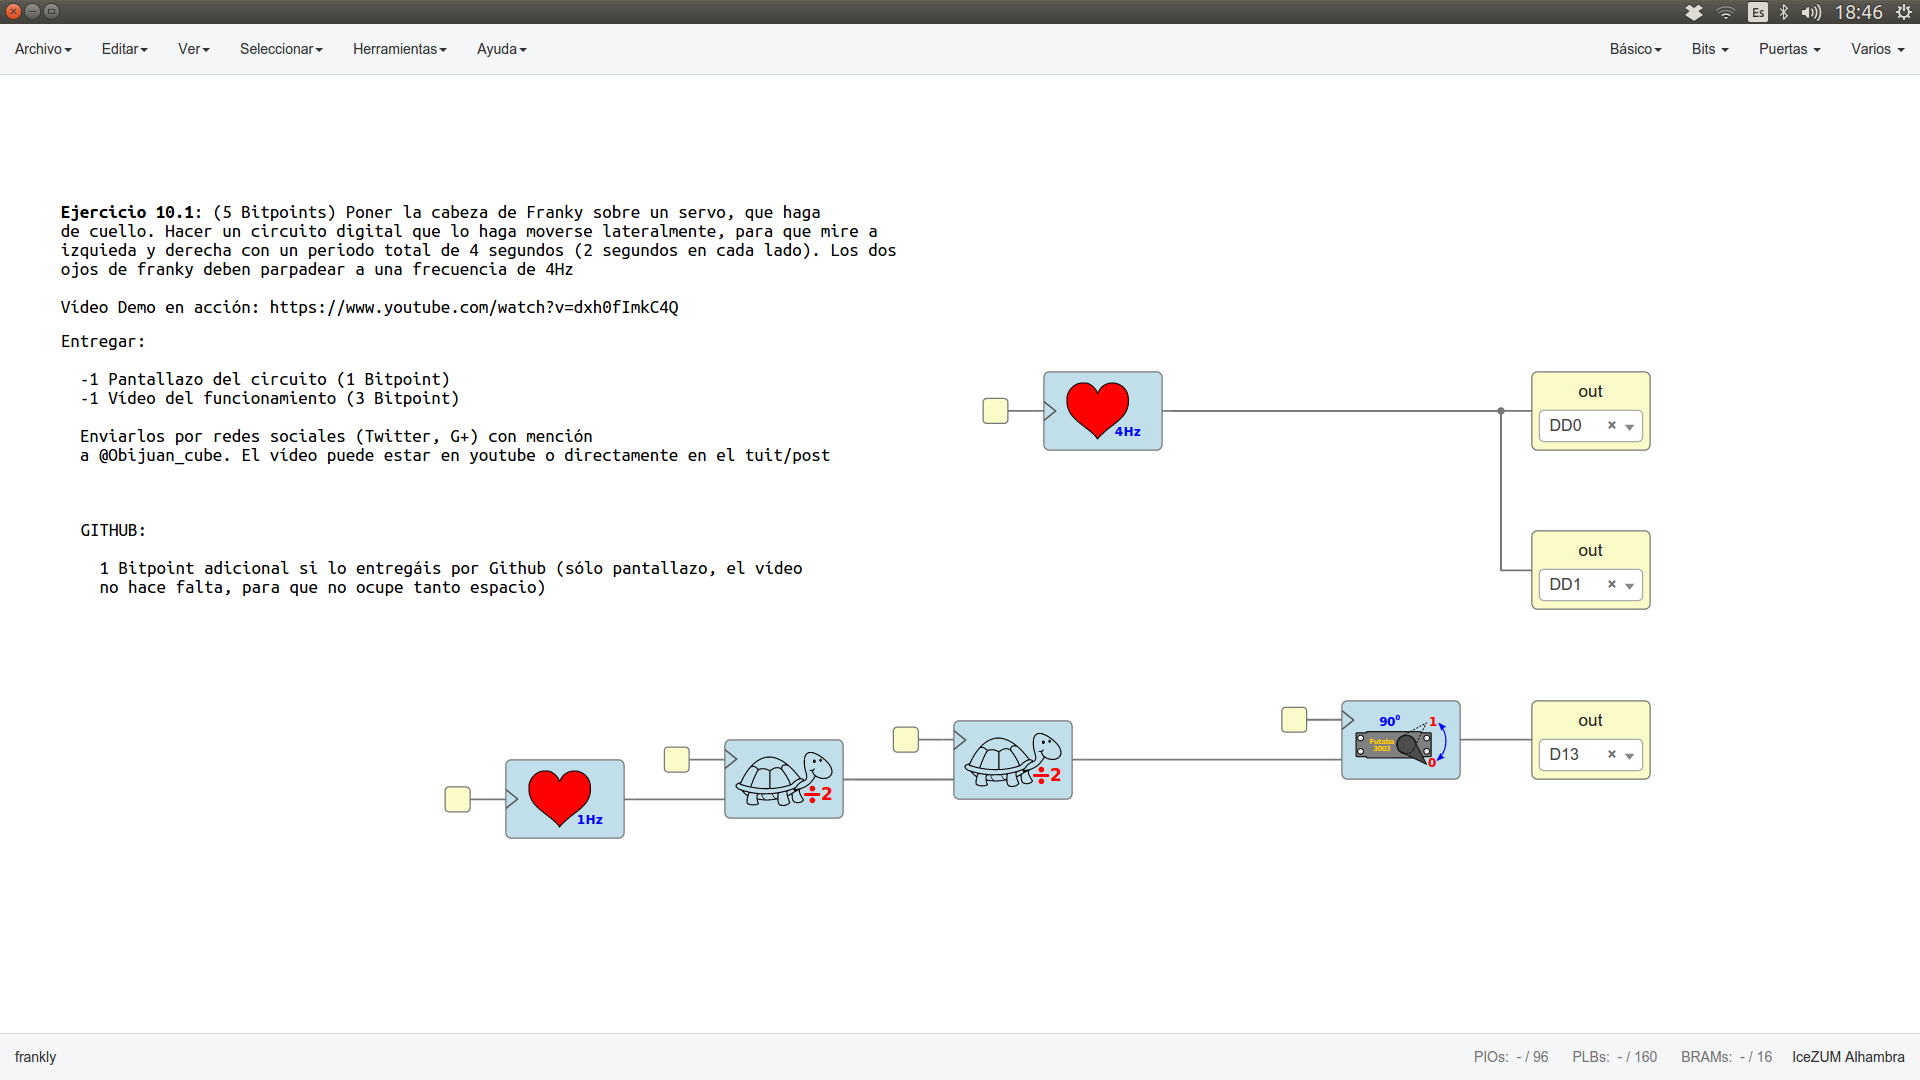 Es 18:46
Archivo Editar Ver Seleccionar Herramientas Ayuda Básico Bits Puertas Varios
Ejercicio 10.1: (5 Bitpoints) Poner la cabeza de Franky sobre un servo, que haga
de cuello. Hacer un circuito digital que lo haga moverse lateralmente, para que mire a
izquieda y derecha con un periodo total de 4 segundos (2 segundos en cada lado). Los dos
ojos de franky deben parpadear a una frecuencia de 4Hz
Vídeo Demo en acción: https://www.youtube.com/watch?v=dxh0fImkC4Q
Entregar:
-1 Pantallazo del circuito (1 Bitpoint)
-1 Vídeo del funcionamiento (3 Bitpoint)
Enviarlos por redes sociales (Twitter, G+) con mención
a @Obijuan_cube. El vídeo puede estar en youtube o directamente en el tuit/post
GITHUB:
1 Bitpoint adicional si lo entregáis por Github (sólo pantallazo, el vídeo
no hace falta, para que no ocupe tanto espacio)
4Hz
out
DD0 ×
out
DD1 ×
1Hz
÷2
÷2
90º
1
Futaba
3003
0
out
D13 ×
frankly PIOs: - / 96 PLBs: - / 160 BRAMs: - / 16 IceZUM Alhambra